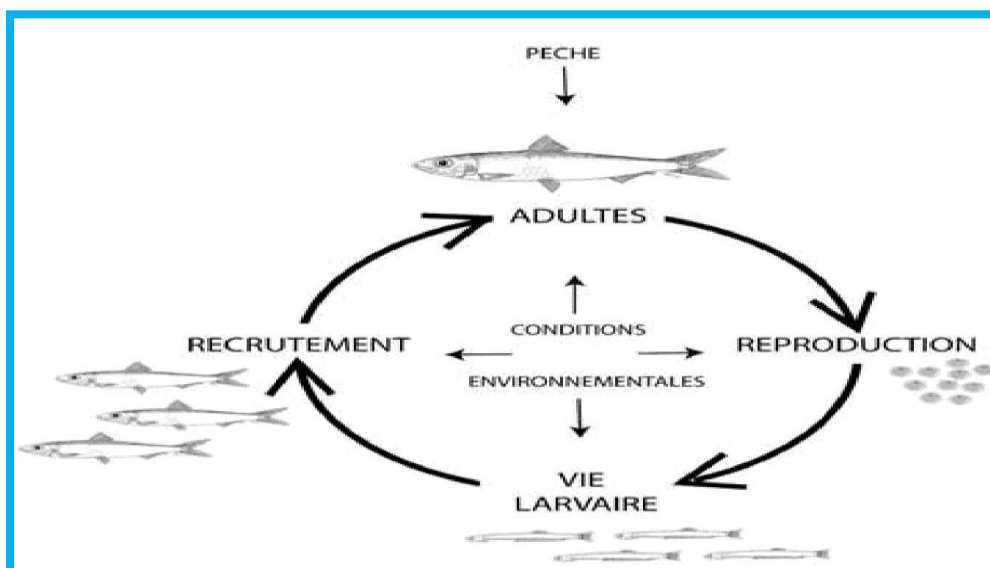 PECHE
ADULTES
CONDITIONS
RECRUTEMENT
REPRODUCTION
ENVIRONNEMENTALES
VIE
LARVAIRE